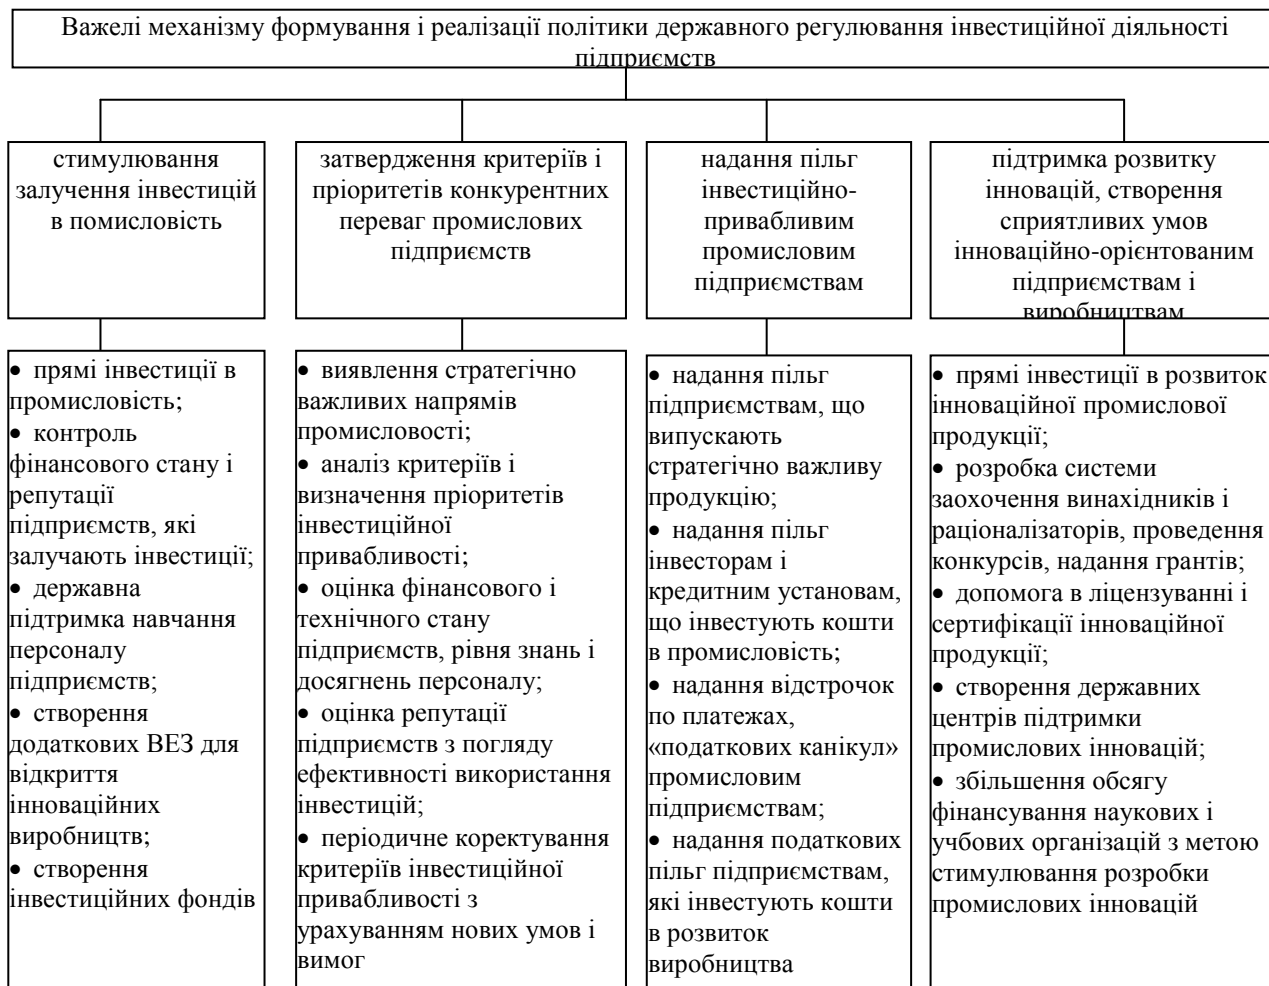 Важелі механізму формування і реалізації політики державного регулювання інвестиційної діяльності
підприємств
стимулювання
залучення інвестицій
в помисловість
затвердження критеріїв і
пріоритетів конкурентних
переваг промислових
підприємств
надання пільг
інвестиційно-
привабливим
промисловим
підприємствам
підтримка розвитку
інновацій, створення
сприятливих умов
інноваційно-орієнтованим
підприємствам і
виробництвам
• прямі інвестиції в
промисловість;
• контроль
фінансового стану і
репутації
підприємств, які
залучають інвестиції;
• державна
підтримка навчання
персоналу
підприємств;
• створення
додаткових ВЕЗ для
відкриття
інноваційних
виробництв;
• створення
інвестиційних фондів
• виявлення стратегічно
важливих напрямів
промисловості;
• аналіз критеріїв і
визначення пріоритетів
інвестиційної
привабливості;
• оцінка фінансового і
технічного стану
підприємств, рівня знань і
досягнень персоналу;
• оцінка репутації
підприємств з погляду
ефективності використання
інвестицій;
• періодичне коректування
критеріїв інвестиційної
привабливості з
урахуванням нових умов і
вимог
• надання пільг
підприємствам, що
випускають
стратегічно важливу
продукцію;
• надання пільг
інвесторам і
кредитним установам,
що інвестують кошти
в промисловість;
• надання відстрочок
по платежах,
«податкових канікул»
промисловим
підприємствам;
• надання податкових
пільг підприємствам,
які інвестують кошти
в розвиток
виробництва
• прямі інвестиції в розвиток
інноваційної промислової
продукції;
• розробка системи
заохочення винахідників і
раціоналізаторів, проведення
конкурсів, надання грантів;
• допомога в ліцензуванні і
сертифікації інноваційної
продукції;
• створення державних
центрів підтримки
промислових інновацій;
• збільшення обсягу
фінансування наукових і
учбових організацій з метою
стимулювання розробки
промислових інновацій